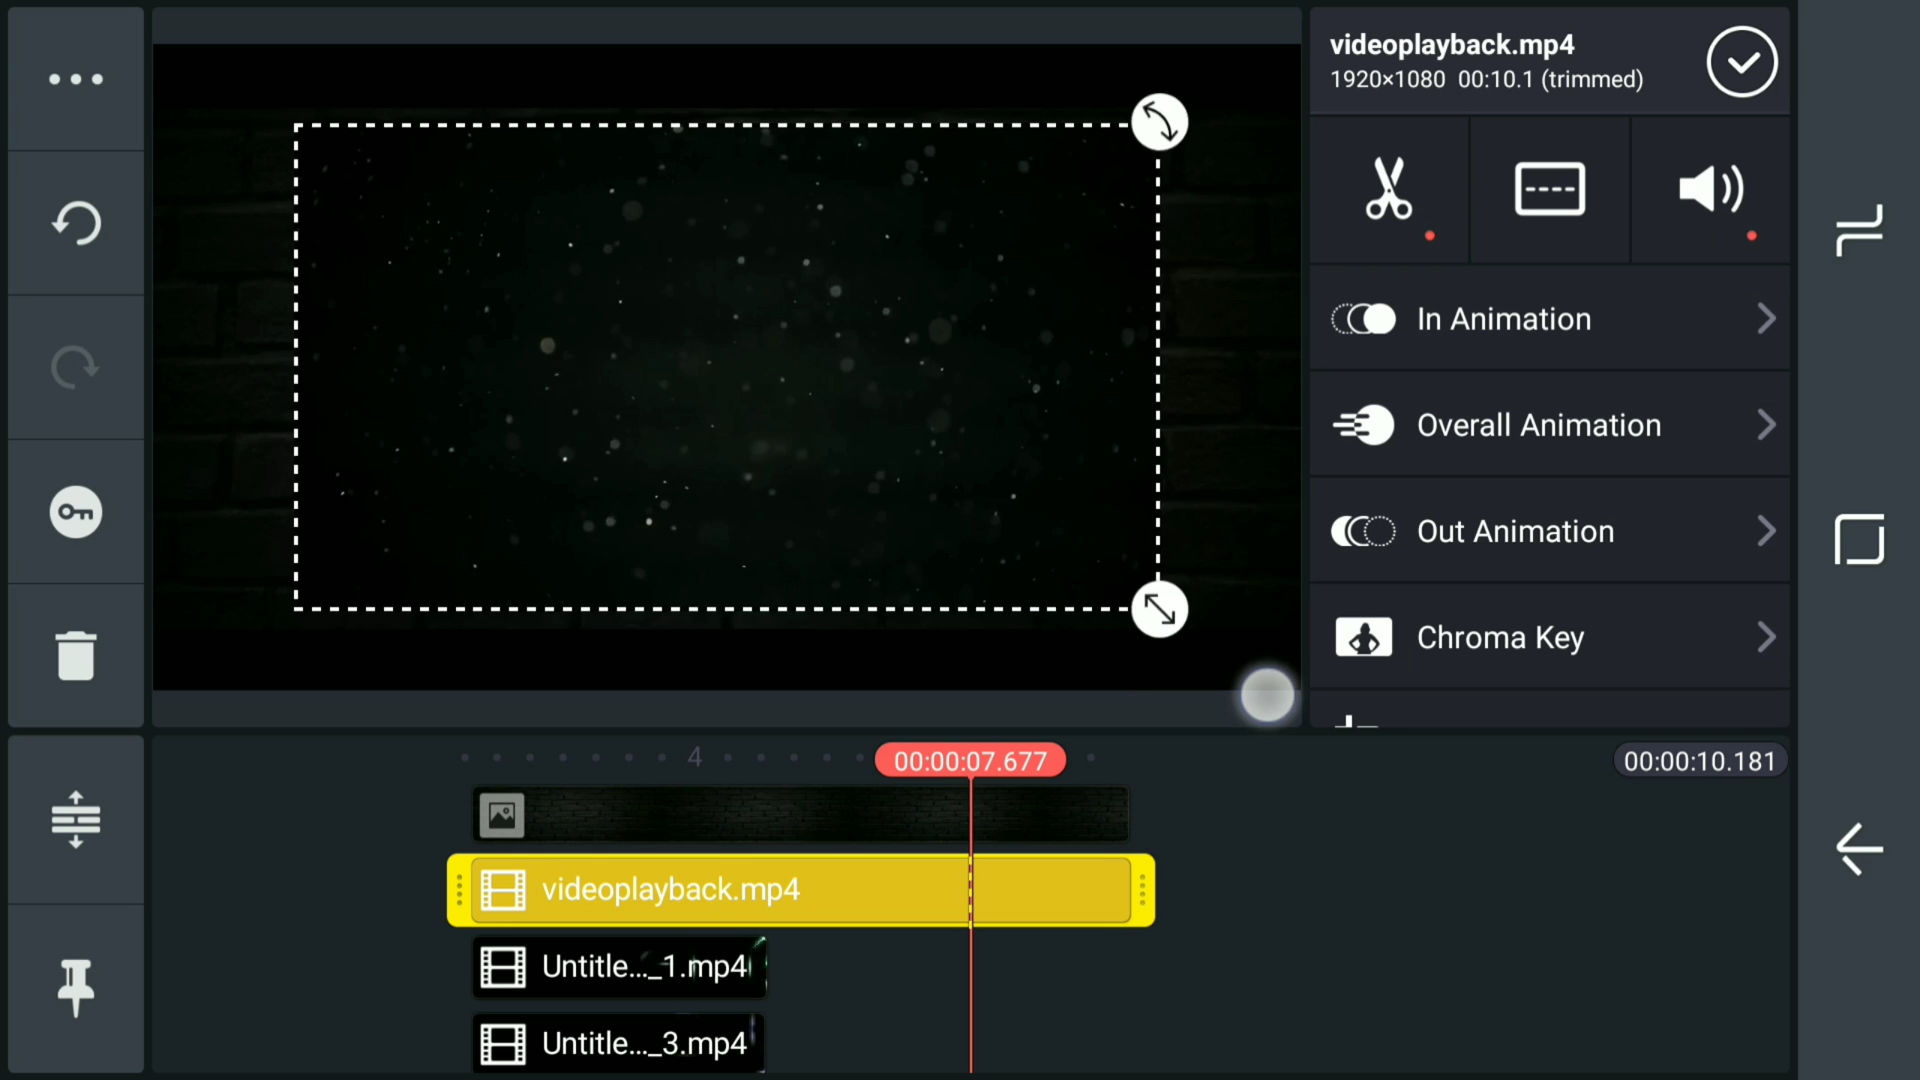 videoplayback.mp4
1920×1080 00:10.1 (trimmed)
In Animation
Overall Animation
Out Animation
Chroma Key
4
00:00:07.677
00:00:10.181
videoplayback.mp4
Untitle..._1.mp4
Untitle..._3.mp4